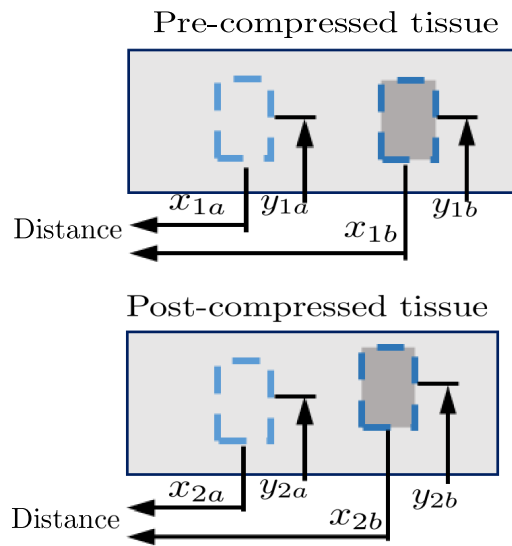 Pre-compressed tissue
x₁ₐ y₁ₐ y₁b
Distance x₁b
Post-compressed tissue
x₂ₐ y₂ₐ y₂b
Distance x₂b